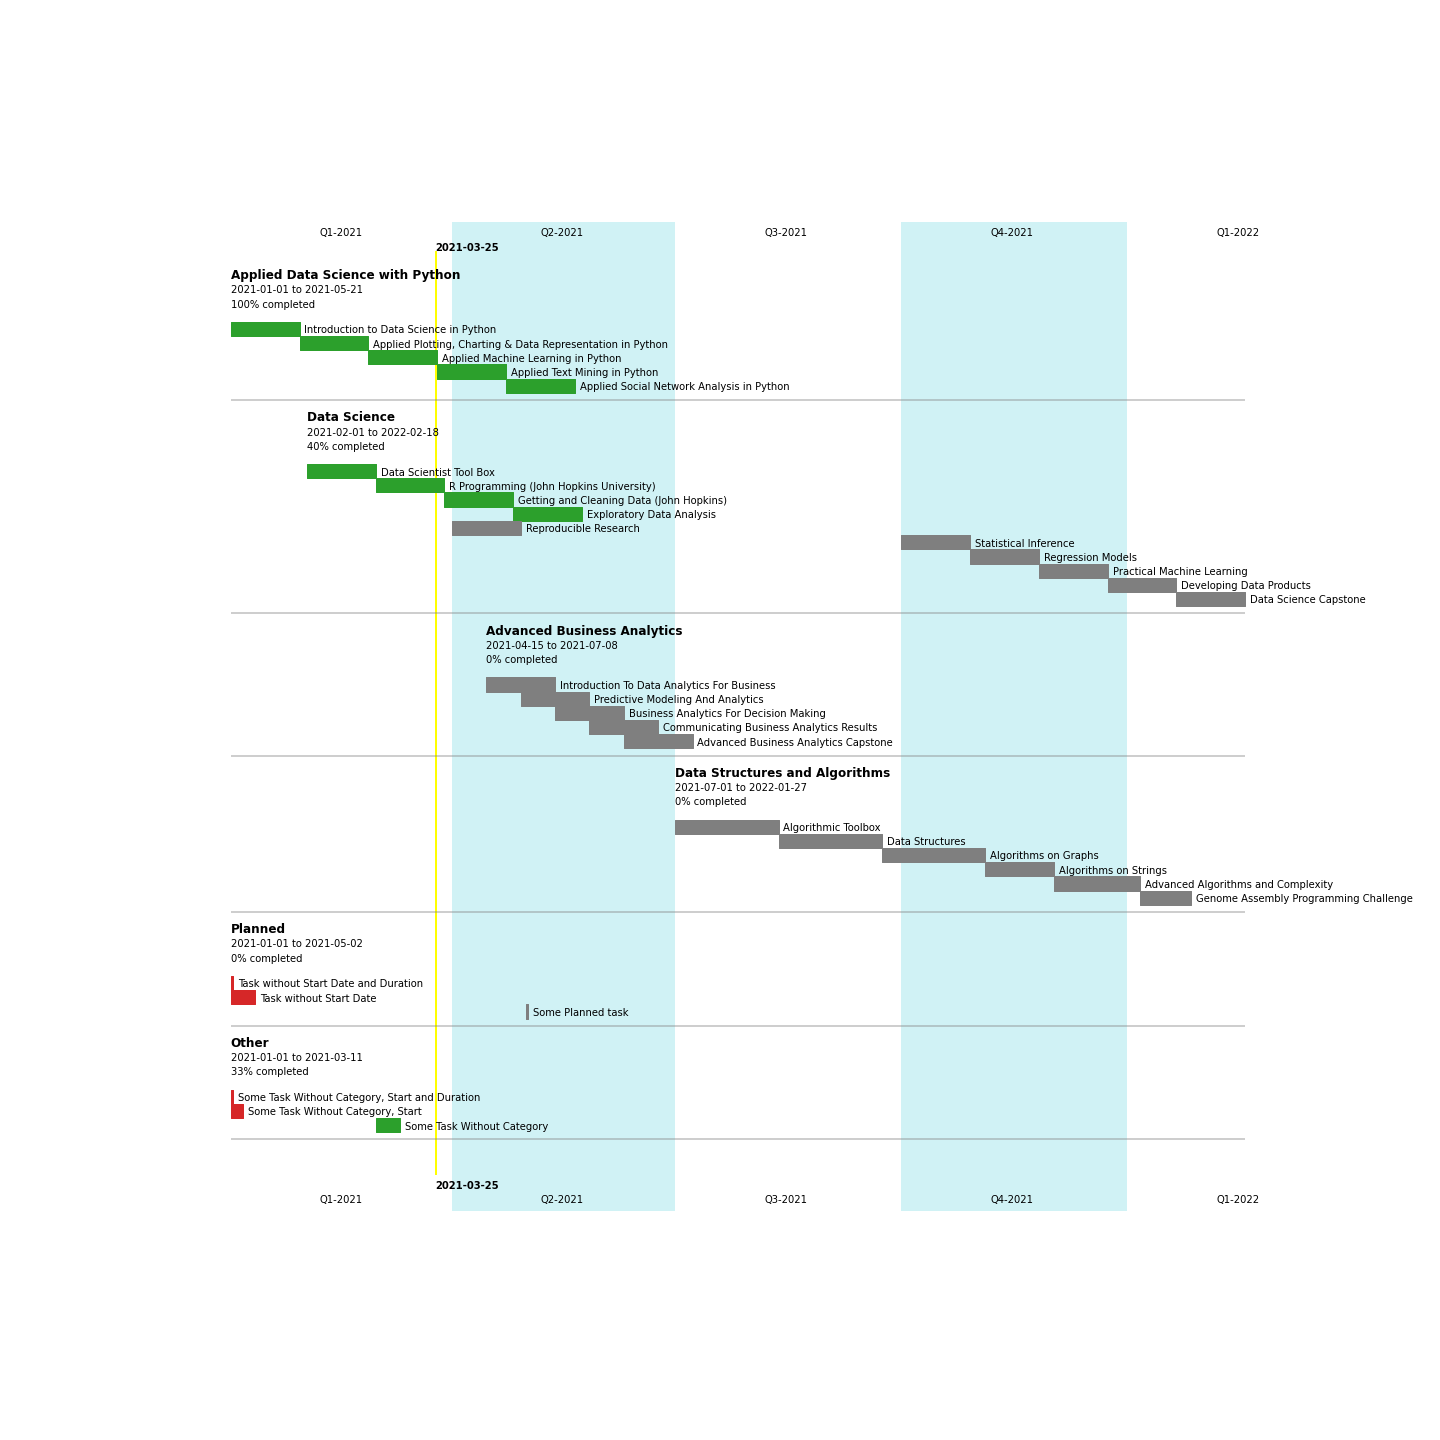 Q1-2021 Q2-2021 Q3-2021 Q4-2021 Q1-2022
2021-03-25
Applied Data Science with Python
2021-01-01 to 2021-05-21
100% completed
Introduction to Data Science in Python
Applied Plotting, Charting & Data Representation in Python
Applied Machine Learning in Python
Applied Text Mining in Python
Applied Social Network Analysis in Python
Data Science
2021-02-01 to 2022-02-18
40% completed
Data Scientist Tool Box
R Programming (John Hopkins University)
Getting and Cleaning Data (John Hopkins)
Exploratory Data Analysis
Reproducible Research
Statistical Inference
Regression Models
Practical Machine Learning
Developing Data Products
Data Science Capstone
Advanced Business Analytics
2021-04-15 to 2021-07-08
0% completed
Introduction To Data Analytics For Business
Predictive Modeling And Analytics
Business Analytics For Decision Making
Communicating Business Analytics Results
Advanced Business Analytics Capstone
Data Structures and Algorithms
2021-07-01 to 2022-01-27
0% completed
Algorithmic Toolbox
Data Structures
Algorithms on Graphs
Algorithms on Strings
Advanced Algorithms and Complexity
Genome Assembly Programming Challenge
Planned
2021-01-01 to 2021-05-02
0% completed
Task without Start Date and Duration
Task without Start Date
Some Planned task
Other
2021-01-01 to 2021-03-11
33% completed
Some Task Without Category, Start and Duration
Some Task Without Category, Start
Some Task Without Category
2021-03-25
Q1-2021 Q2-2021 Q3-2021 Q4-2021 Q1-2022